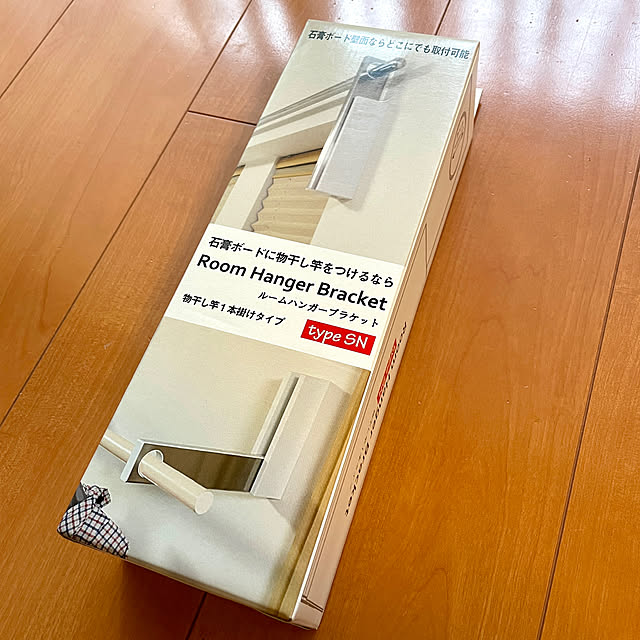 石膏ボード壁面ならどこにでも取付可能
石膏ボードに物干し竿をつけるなら
Room Hanger Bracket
ルームハンガーブラケット
物干し竿1本掛けタイプ
type SN